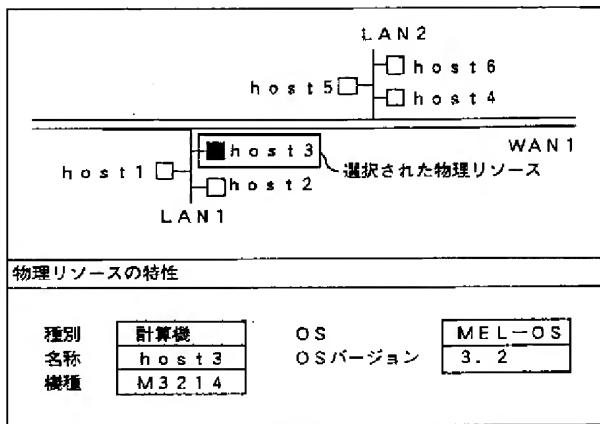 LAN2
host6
host5
host4
WAN1
host3
選択された物理リソース
host1
host2
LAN1
物理リソースの特性
種別 計算機 OS MEL-OS
名称 host3 OSバージョン 3.2
機種 M3214